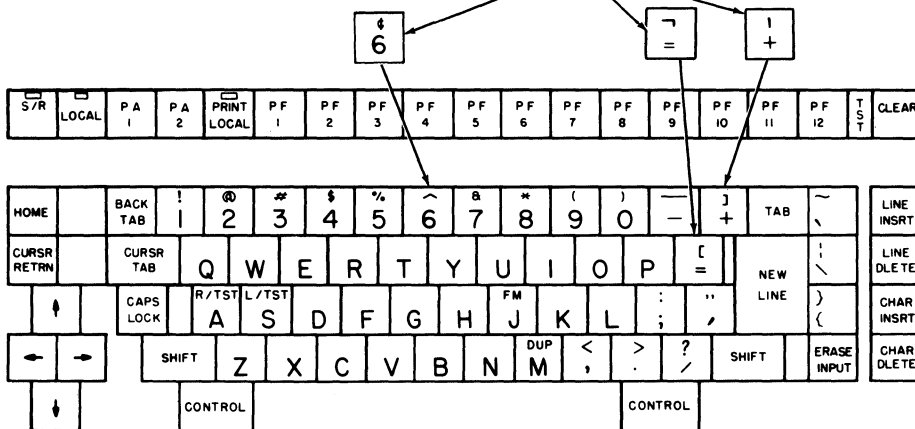 ¢ ¬ ¦
6 = +
S/R LOCAL PA 1 PA 2 PRINT LOCAL PF 1 PF 2 PF 3 PF 4 PF 5 PF 6 PF 7 PF 8 PF 9 PF 10 PF 11 PF 12 TST CLEAR
HOME BACK TAB ! 1 @ 2 # 3 $ 4 % 5 ^ 6 & 7 * 8 ( 9 ) 0 — - ] + TAB ~ ` LINE INSRT
CURSR RETRN CURSR TAB Q W E R T Y U I O P [ = NEW LINE ¦ \ LINE DLETE
↑ CAPS LOCK R/TST A L/TST S D F G H FM J K L : ; " ' } { CHAR INSRT
← → SHIFT Z X C V B N DUP M < , > . ? / SHIFT ERASE INPUT CHAR DLETE
↓ CONTROL CONTROL